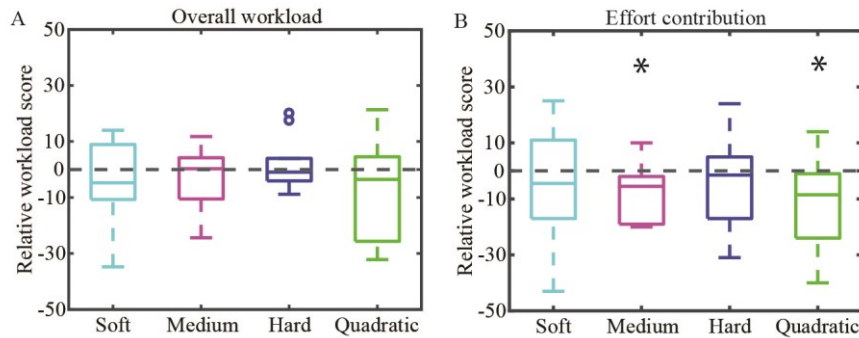 A
Overall workload
Relative workload score
50
30
10
0
-10
-30
-50
Soft Medium Hard Quadratic
B
Effort contribution
Relative workload score
50
30
10
0
-10
-30
-50
* *
Soft Medium Hard Quadratic